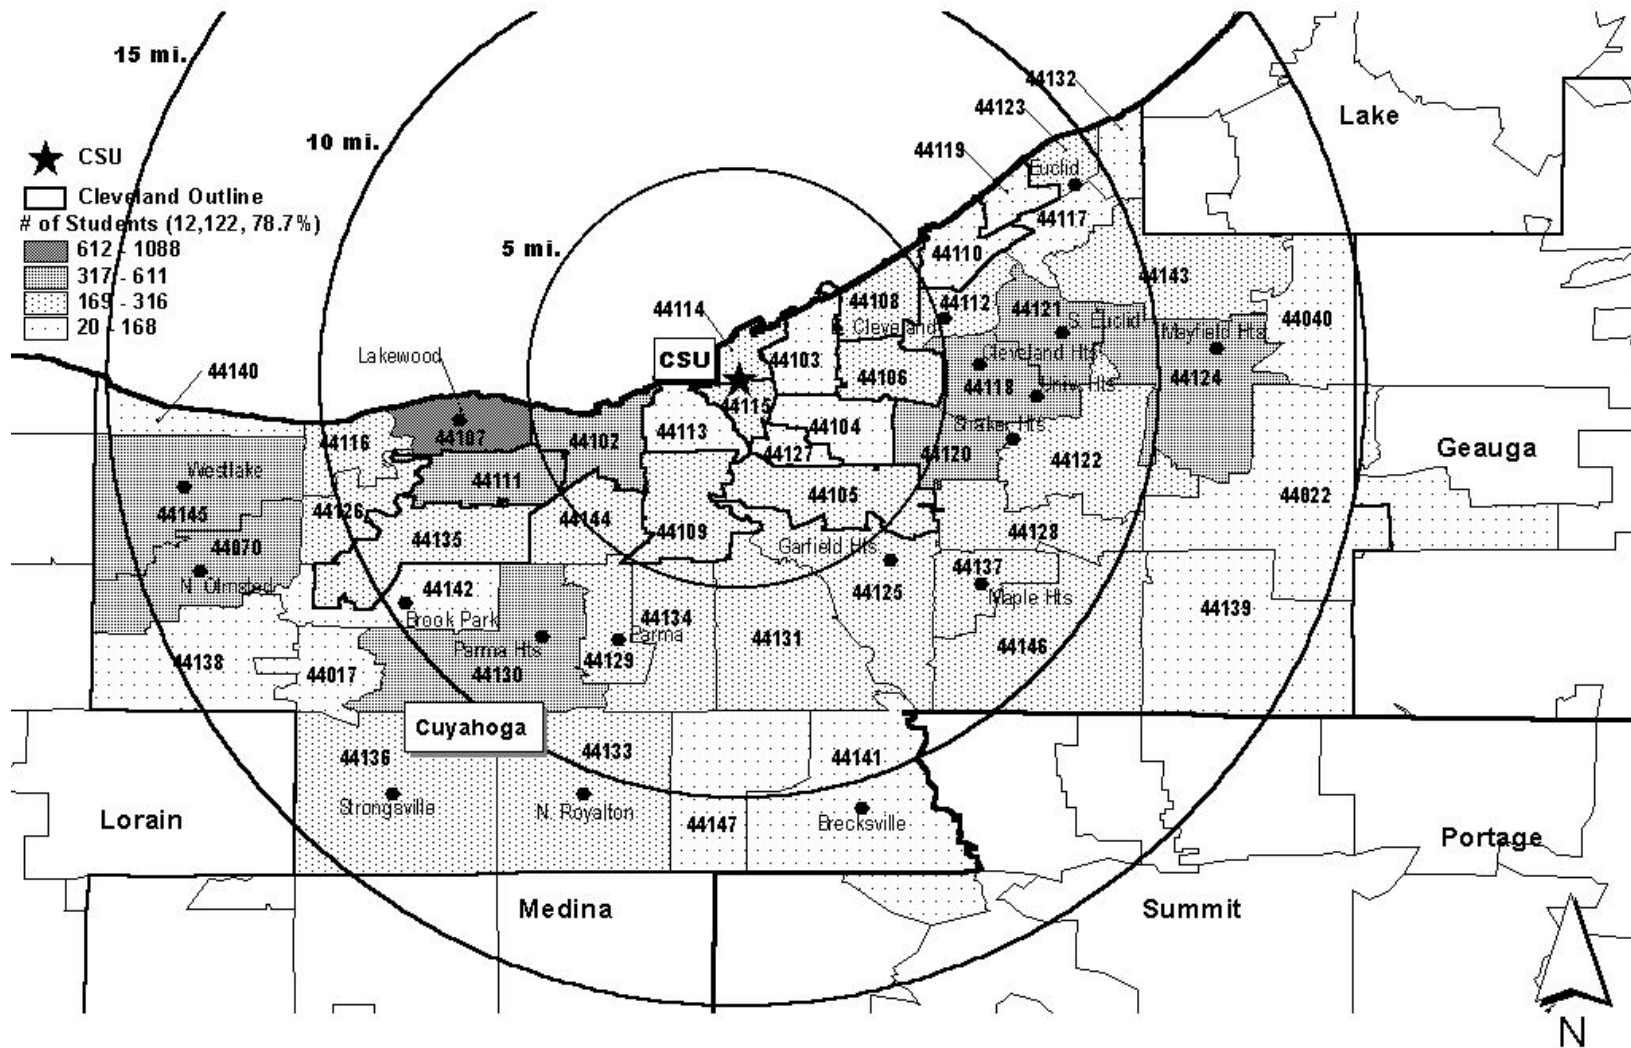 15 mi.
10 mi.
5 mi.
CSU
Cleveland Outline
# of Students (12,122, 78.7%)
612 - 1088
317 - 611
169 - 316
20 - 168
44132
44123
44119
Lake
Euclid
44117
44110
44143
44114
44108
44112
44121
44040
E. Cleveland
S. Euclid
Mayfield Hts
Lakewood
CSU
44103
Cleveland Hts
44140
44106
44118
Univ. Hts
44124
44115
44116
44107
44102
44113
44104
Shaker Hts
Geauga
44127
44120
44122
Westlake
44111
44105
44022
44145
44126
44144
44109
44128
44070
44135
Garfield Hts
N. Olmsted
44142
44125
44137
Maple Hts
44139
Brook Park
44134
44131
Parma
Parma Hts
44146
44138
44017
44130
44129
Cuyahoga
44136
44133
44141
Strongsville
N. Royalton
44147
Brecksville
Lorain
Portage
Medina
Summit
N